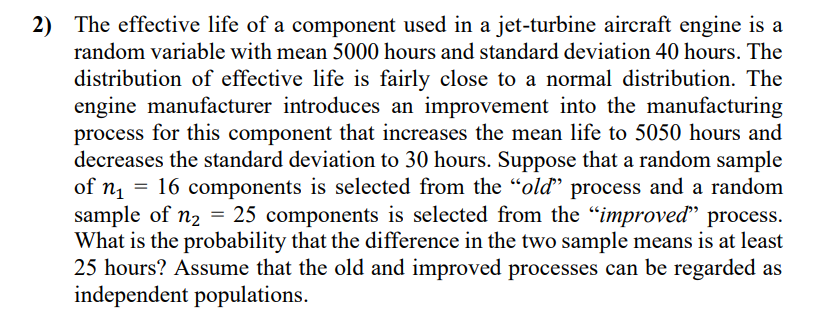 2) The effective life of a component used in a jet-turbine aircraft engine is a
random variable with mean 5000 hours and standard deviation 40 hours. The
distribution of effective life is fairly close to a normal distribution. The
engine manufacturer introduces an improvement into the manufacturing
process for this component that increases the mean life to 5050 hours and
decreases the standard deviation to 30 hours. Suppose that a random sample
of n₁ = 16 components is selected from the “old” process and a random
sample of n₂ = 25 components is selected from the “improved” process.
What is the probability that the difference in the two sample means is at least
25 hours? Assume that the old and improved processes can be regarded as
independent populations.